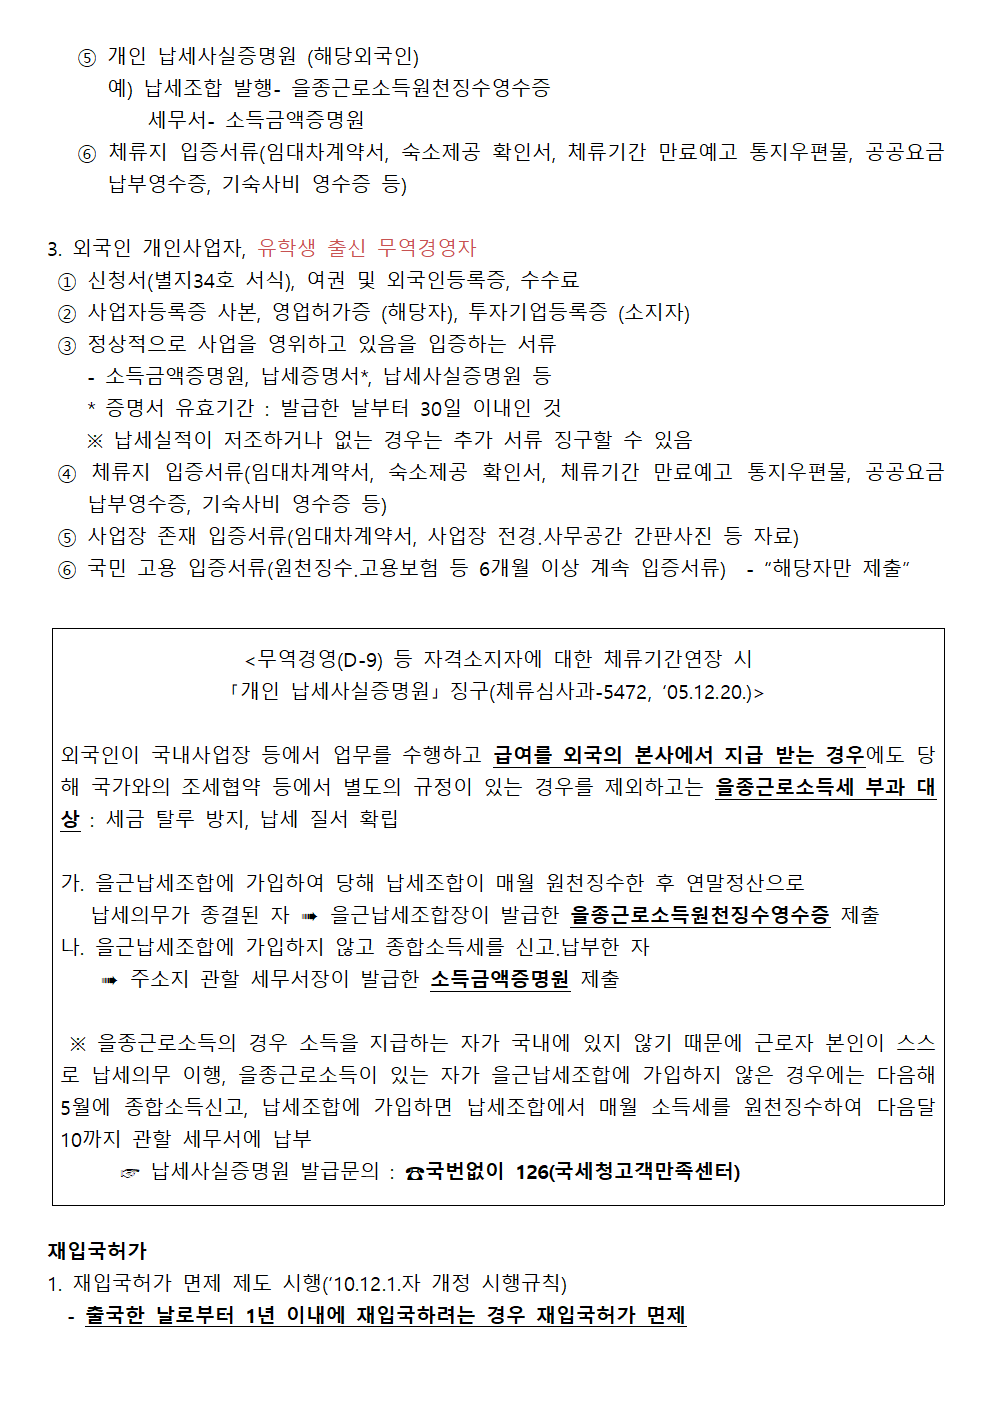 ⑤ 개인 납세사실증명원 (해당외국인)
예) 납세조합 발행- 을종근로소득원천징수영수증
세무서- 소득금액증명원
⑥ 체류지 입증서류(임대차계약서, 숙소제공 확인서, 체류기간 만료예고 통지우편물, 공공요금
납부영수증, 기숙사비 영수증 등)
3. 외국인 개인사업자, 유학생 출신 무역경영자
① 신청서(별지34호 서식), 여권 및 외국인등록증, 수수료
② 사업자등록증 사본, 영업허가증 (해당자), 투자기업등록증 (소지자)
③ 정상적으로 사업을 영위하고 있음을 입증하는 서류
- 소득금액증명원, 납세증명서*, 납세사실증명원 등
* 증명서 유효기간 : 발급한 날부터 30일 이내인 것
※ 납세실적이 저조하거나 없는 경우는 추가 서류 징구할 수 있음
④ 체류지 입증서류(임대차계약서, 숙소제공 확인서, 체류기간 만료예고 통지우편물, 공공요금
납부영수증, 기숙사비 영수증 등)
⑤ 사업장 존재 입증서류(임대차계약서, 사업장 전경.사무공간 간판사진 등 자료)
⑥ 국민 고용 입증서류(원천징수.고용보험 등 6개월 이상 계속 입증서류) - “해당자만 제출”
<무역경영(D-9) 등 자격소지자에 대한 체류기간연장 시
「개인 납세사실증명원」 징구(체류심사과-5472, ‘05.12.20.)>
외국인이 국내사업장 등에서 업무를 수행하고 급여를 외국의 본사에서 지급 받는 경우에도 당
해 국가와의 조세협약 등에서 별도의 규정이 있는 경우를 제외하고는 을종근로소득세 부과 대
상 : 세금 탈루 방지, 납세 질서 확립
가. 을근납세조합에 가입하여 당해 납세조합이 매월 원천징수한 후 연말정산으로
납세의무가 종결된 자 ➠ 을근납세조합장이 발급한 을종근로소득원천징수영수증 제출
나. 을근납세조합에 가입하지 않고 종합소득세를 신고.납부한 자
➠ 주소지 관할 세무서장이 발급한 소득금액증명원 제출
※ 을종근로소득의 경우 소득을 지급하는 자가 국내에 있지 않기 때문에 근로자 본인이 스스
로 납세의무 이행, 을종근로소득이 있는 자가 을근납세조합에 가입하지 않은 경우에는 다음해
5월에 종합소득신고, 납세조합에 가입하면 납세조합에서 매월 소득세를 원천징수하여 다음달
10까지 관할 세무서에 납부
☞ 납세사실증명원 발급문의 : ☎국번없이 126(국세청고객만족센터)
재입국허가
1. 재입국허가 면제 제도 시행(‘10.12.1.자 개정 시행규칙)
- 출국한 날로부터 1년 이내에 재입국하려는 경우 재입국허가 면제